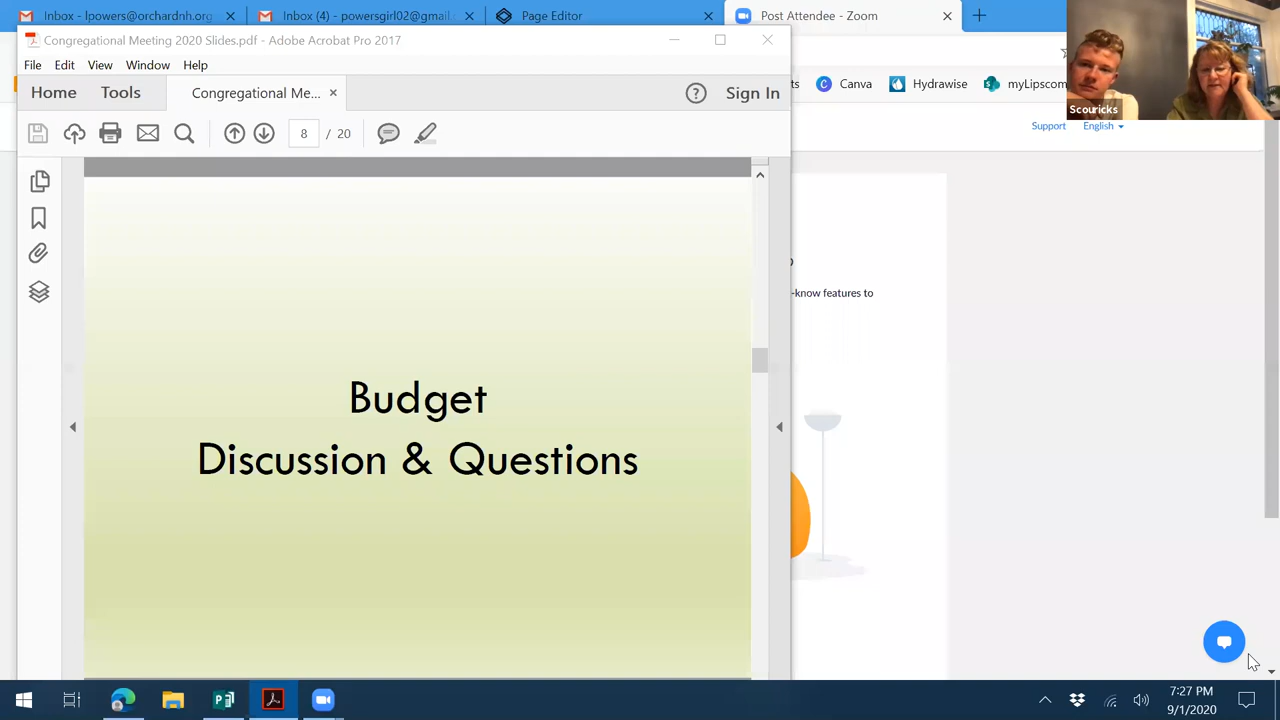 Inbox - lpowers@orchardnh.org
Inbox (4) - powersgirl02@gmail
Page Editor
Post Attendee - Zoom
Congregational Meeting 2020 Slides.pdf - Adobe Acrobat Pro 2017
File Edit View Window Help
Home Tools
Congregational Me...
Sign In
8 / 20
Canva
Hydrawise
myLipscom
Scouricks
Support English
-know features to
Budget
Discussion & Questions
7:27 PM
9/1/2020